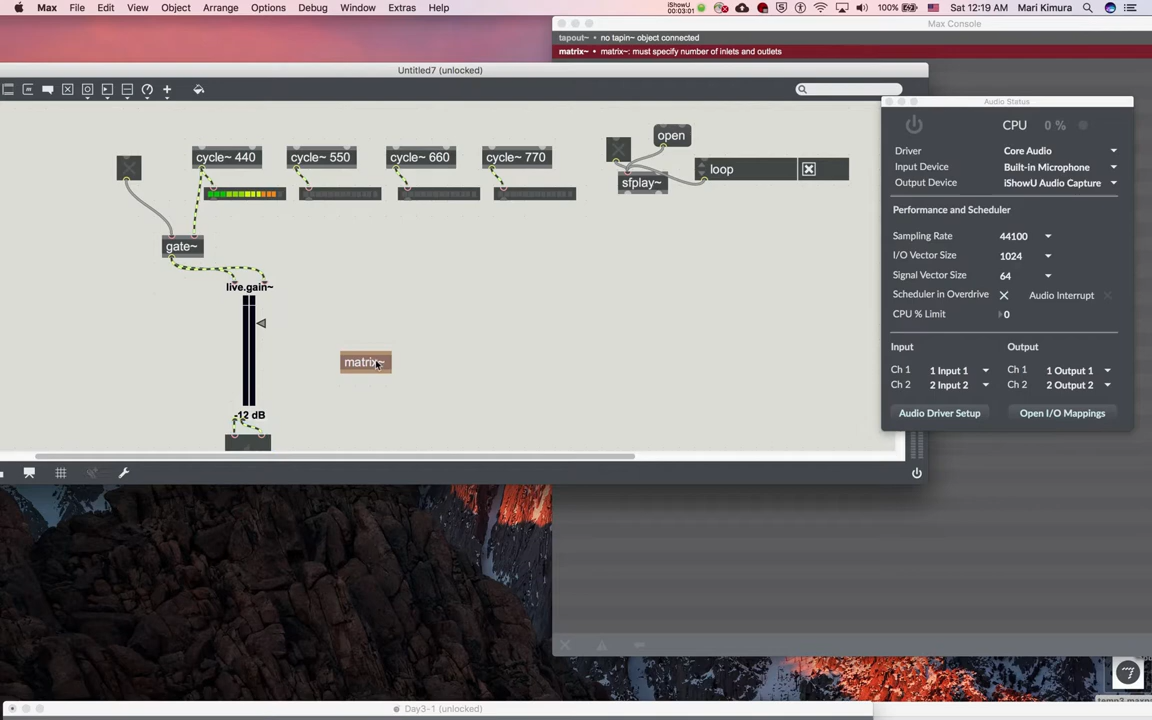 Max File Edit View Object Arrange Options Debug Window Extras Help
iShowU
00:03:01
5
100%
Sat 12:19 AM Mari Kimura
Max Console
tapout~ • no tapin~ object connected
matrix~ • matrix~: must specify number of inlets and outlets
Untitled7 (unlocked)
cycle~ 440
cycle~ 550
cycle~ 660
cycle~ 770
open
loop
sfplay~
gate~
live.gain~
-12 dB
matrix~
Audio Status
CPU 0 %
Driver Core Audio
Input Device Built-in Microphone
Output Device iShowU Audio Capture
Performance and Scheduler
Sampling Rate 44100
I/O Vector Size 1024
Signal Vector Size 64
Scheduler in Overdrive Audio Interrupt
CPU % Limit 0
Input Output
Ch 1 1 Input 1 Ch 1 1 Output 1
Ch 2 2 Input 2 Ch 2 2 Output 2
Audio Driver Setup Open I/O Mappings
Day3-1 (unlocked)